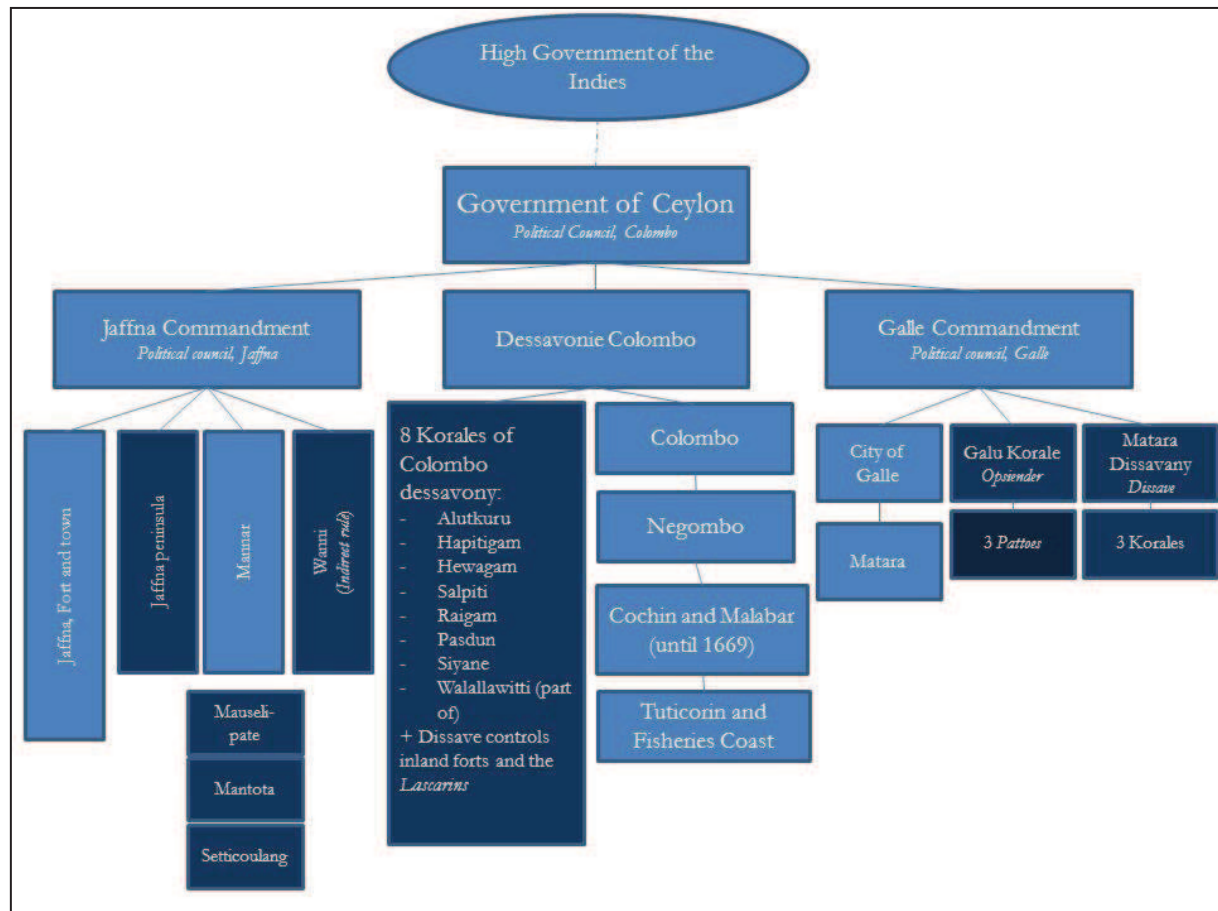 High Government of the
Indies
Government of Ceylon
Political Council, Colombo
Jaffna Commandment
Political council, Jaffna
Dessavonie Colombo
Galle Commandment
Political council, Galle
Jaffna, Fort and town
Jaffna peninsula
Mannar
Wanni
(Indirect rule)
Mauseli-
pate
Mantota
Setticoulang
8 Korales of
Colombo
dessavony:
- Alutkuru
- Hapitigam
- Hewagam
- Salpiti
- Raigam
- Pasdun
- Siyane
- Walallawitti (part
of)
+ Dissave controls
inland forts and the
Lascarins
Colombo
Negombo
Cochin and Malabar
(until 1669)
Tuticorin and
Fisheries Coast
City of
Galle
Matara
Galu Korale
Opsiender
3 Pattoes
Matara
Dissavany
Dissave
3 Korales